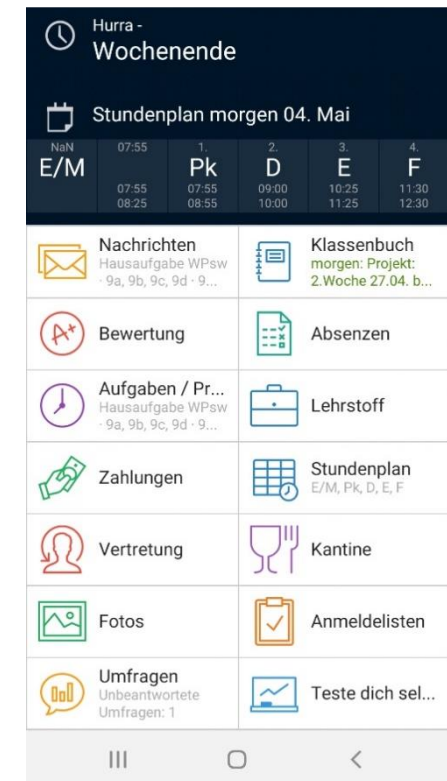 Hurra -
Wochenende
Stundenplan morgen 04. Mai
NaN 07:55 1. 2. 3. 4.
E/M Pk D E F
07:55 07:55 09:00 10:25 11:30
08:25 08:55 10:00 11:25 12:30
Nachrichten
Hausaufgabe WPsw
· 9a, 9b, 9c, 9d · 9...
Klassenbuch
morgen: Projekt:
2.Woche 27.04. b...
A+
Bewertung
Absenzen
Aufgaben / Pr...
Hausaufgabe WPsw
· 9a, 9b, 9c, 9d · 9...
Lehrstoff
Zahlungen
Stundenplan
E/M, Pk, D, E, F
Vertretung
Kantine
Fotos
Anmeldelisten
Umfragen
Unbeantwortete
Umfragen: 1
Teste dich sel...